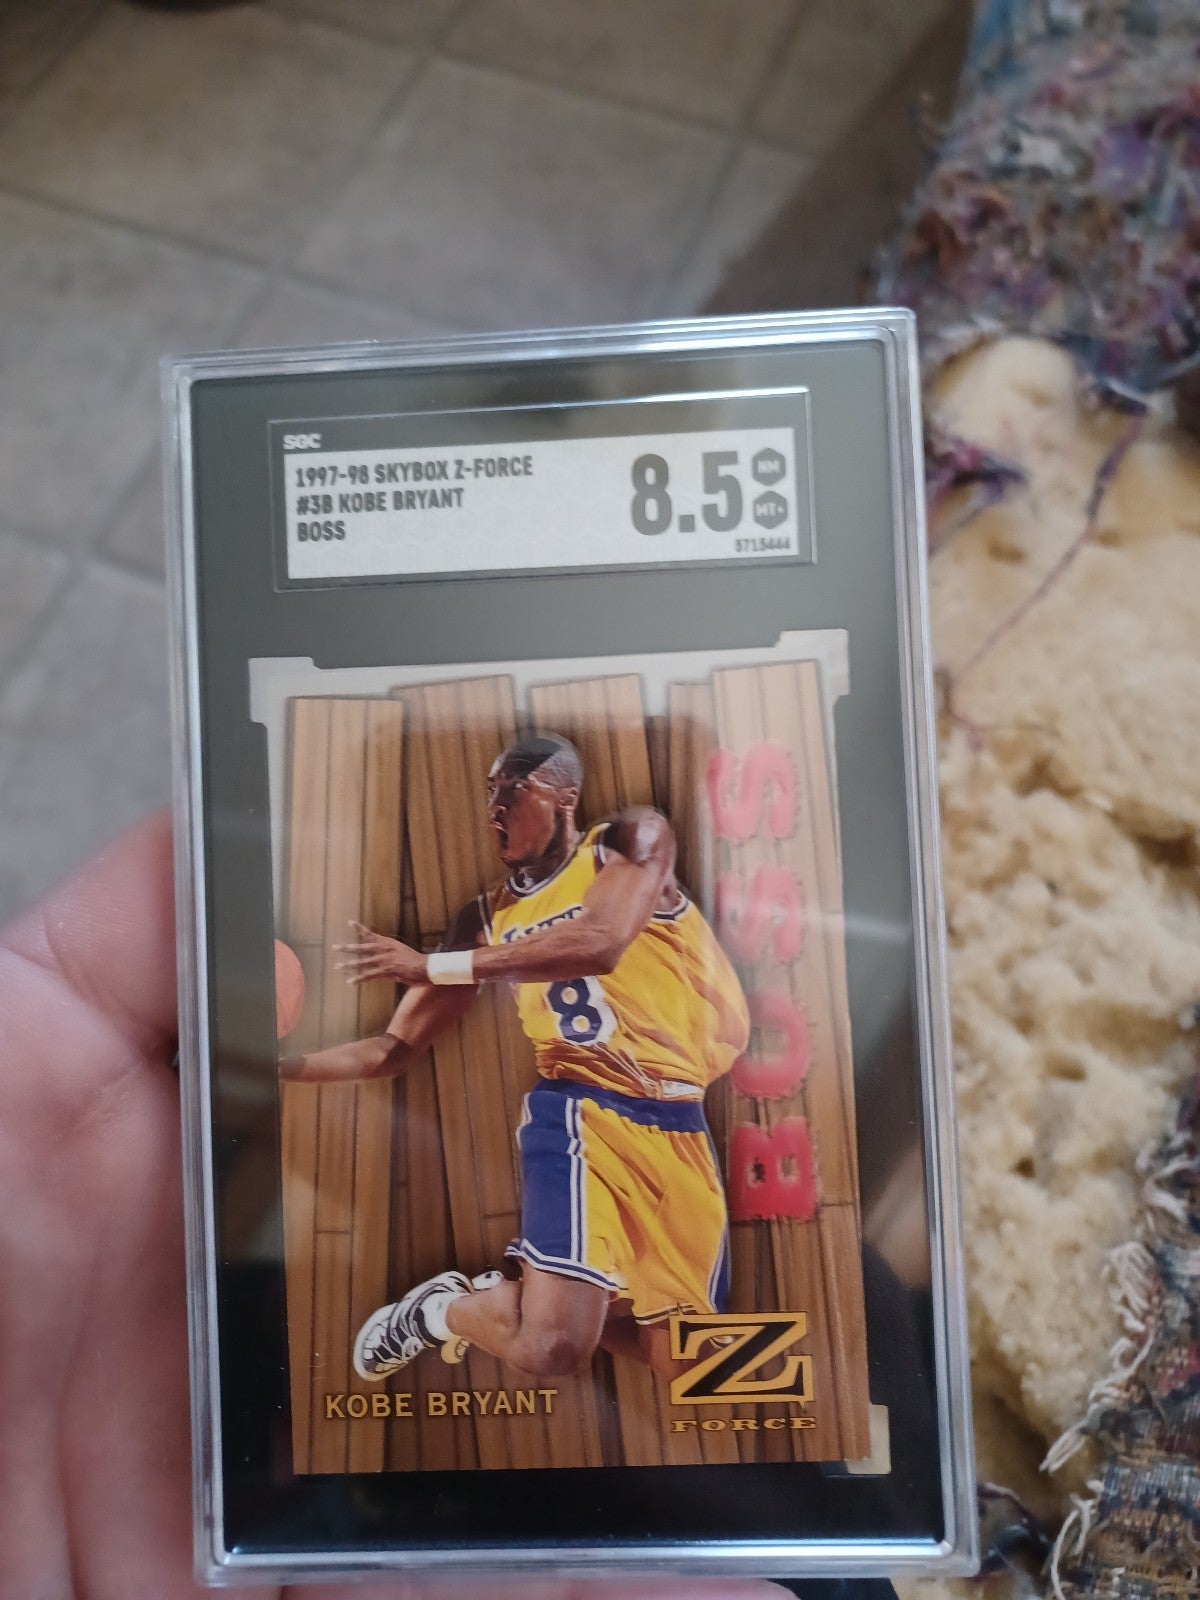 SGC
1997-98 SKYBOX Z-FORCE
#3B KOBE BRYANT
BOSS
8.5
NM
MT+
5715444
BOSS
8
KOBE BRYANT
Z
FORCE